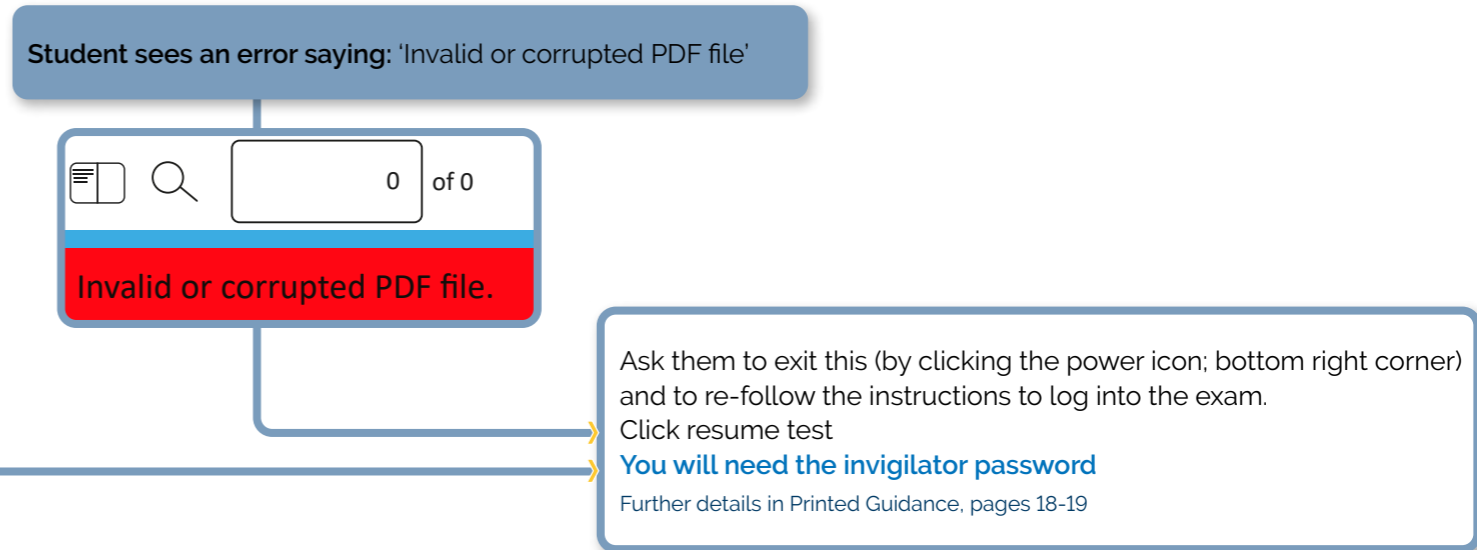 Student sees an error saying: ‘Invalid or corrupted PDF file’
0 of 0
Invalid or corrupted PDF file.
Ask them to exit this (by clicking the power icon; bottom right corner)
and to re-follow the instructions to log into the exam.
Click resume test
You will need the invigilator password
Further details in Printed Guidance, pages 18-19